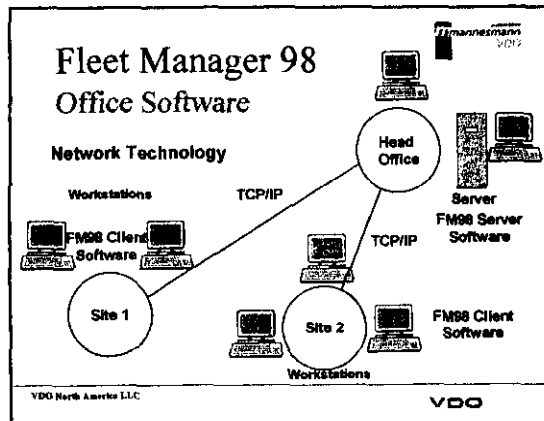 Fleet Manager 98
Office Software
mannesmann
VDO
Network Technology
Head
Office
Workstations
TCP/IP
Server
FM98 Server
Software
FM98 Client
Software
TCP/IP
Site 1
Site 2
FM98 Client
Software
Workstations
VDO North America LLC
VDO